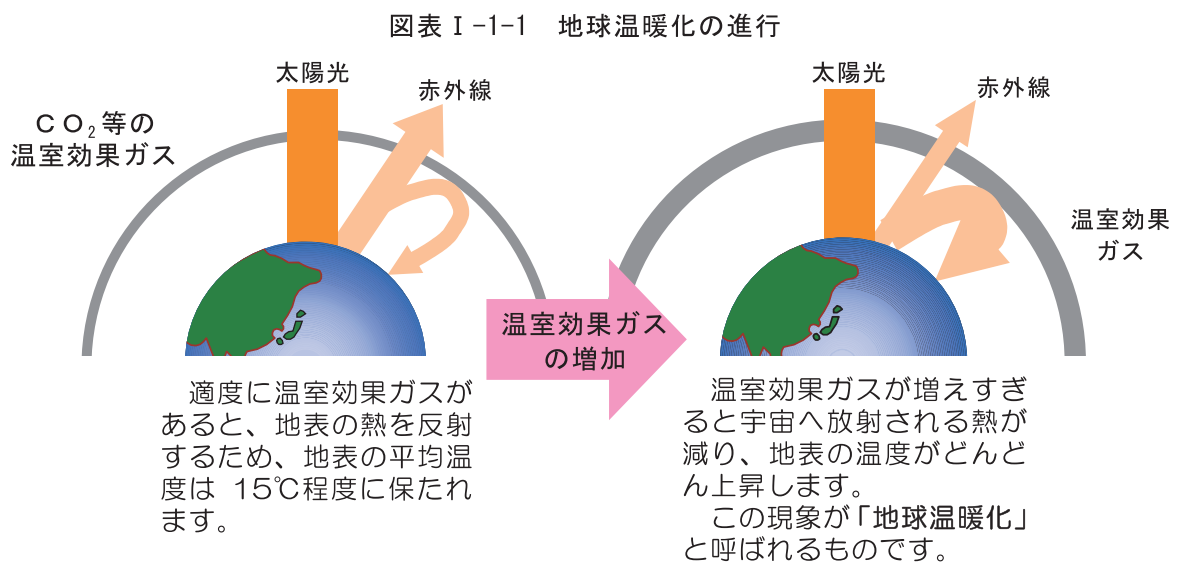 図表Ⅰ-1-1　地球温暖化の進行
太陽光
赤外線
CO₂等の
温室効果ガス
適度に温室効果ガスが
あると、地表の熱を反射
するため、地表の平均温
度は 15℃程度に保たれ
ます。
温室効果ガス
の増加
太陽光
赤外線
温室効果
ガス
温室効果ガスが増えすぎ
ると宇宙へ放射される熱が
減り、地表の温度がどんど
ん上昇します。
この現象が「地球温暖化」
と呼ばれるものです。